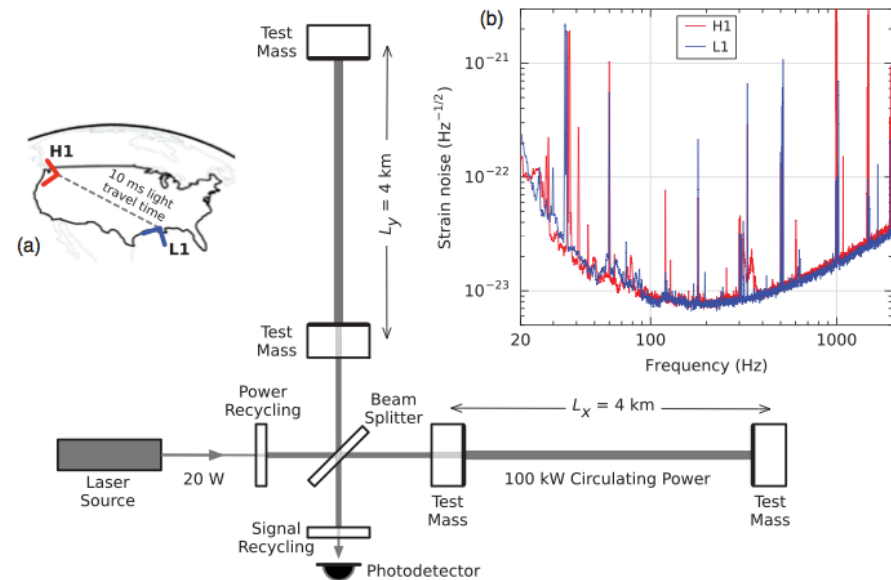 Test
Mass
(b)
H1
L1
10⁻²¹
10⁻²²
10⁻²³
Strain noise (Hz⁻¹/²)
20
100
1000
Frequency (Hz)
H1
10 ms light
travel time
L1
(a)
L_y = 4 km
Test
Mass
Power
Recycling
Beam
Splitter
L_x = 4 km
Laser
Source
20 W
100 kW Circulating Power
Test
Mass
Test
Mass
Signal
Recycling
Photodetector